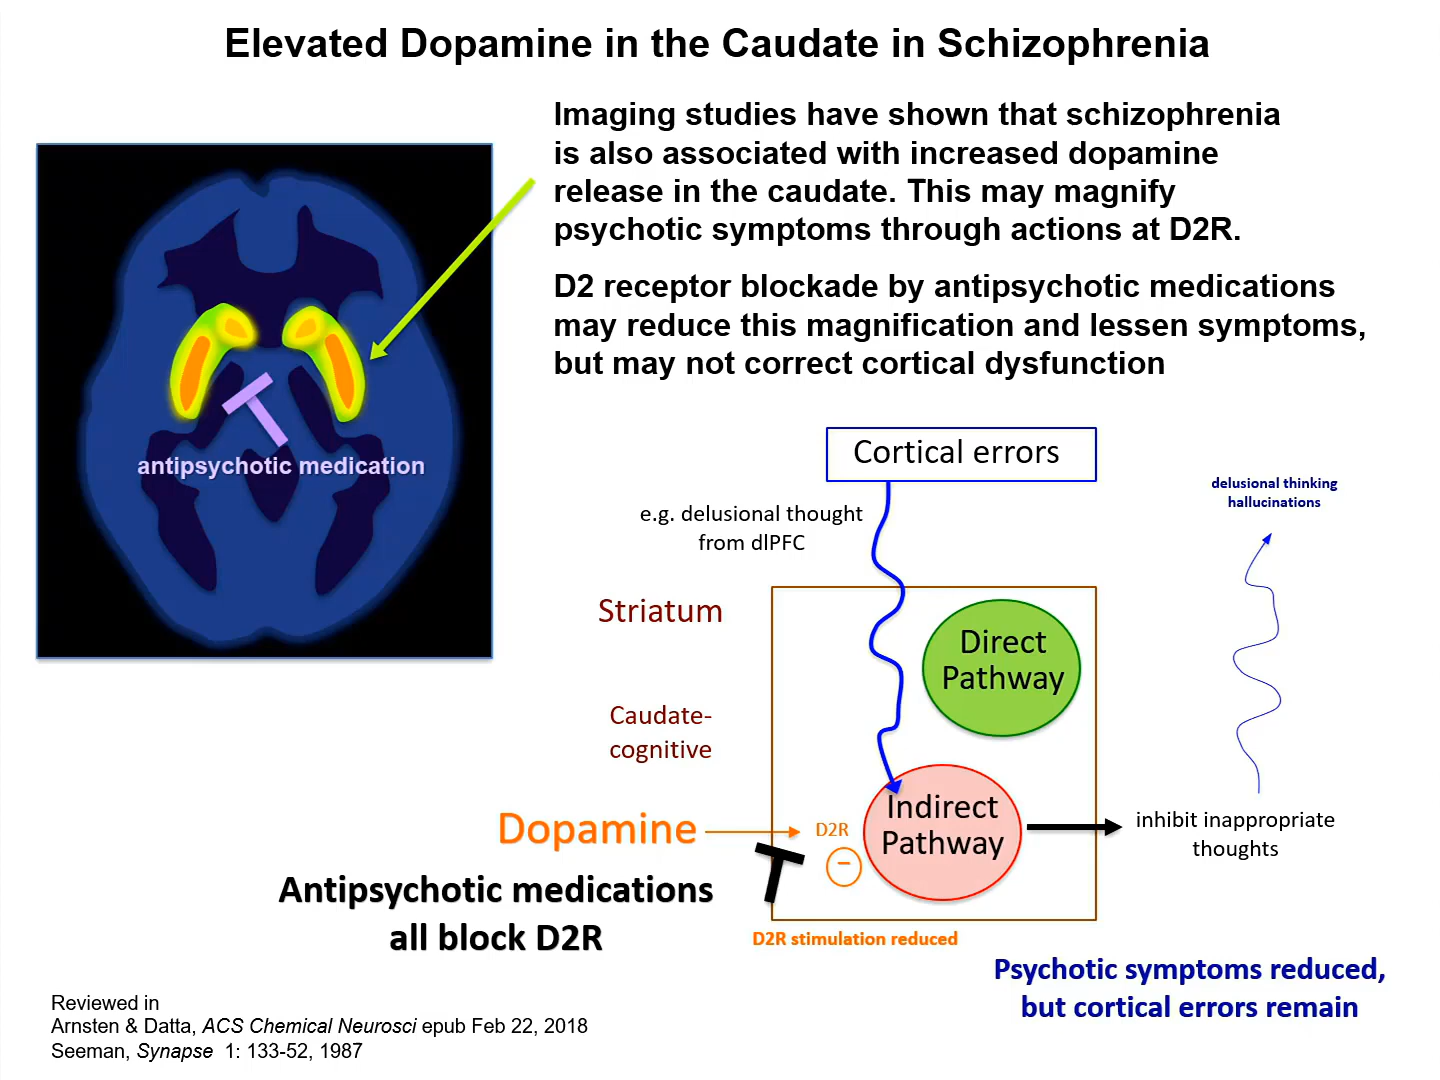 Elevated Dopamine in the Caudate in Schizophrenia
Imaging studies have shown that schizophrenia
is also associated with increased dopamine
release in the caudate. This may magnify
psychotic symptoms through actions at D2R.
D2 receptor blockade by antipsychotic medications
may reduce this magnification and lessen symptoms,
but may not correct cortical dysfunction
antipsychotic medication
Cortical errors
e.g. delusional thought
from dlPFC
delusional thinking
hallucinations
Striatum
Direct
Pathway
Caudate-
cognitive
Indirect
Pathway
Dopamine
D2R
−
inhibit inappropriate
thoughts
Antipsychotic medications
all block D2R
D2R stimulation reduced
Psychotic symptoms reduced,
but cortical errors remain
Reviewed in
Arnsten & Datta, ACS Chemical Neurosci epub Feb 22, 2018
Seeman, Synapse 1: 133-52, 1987